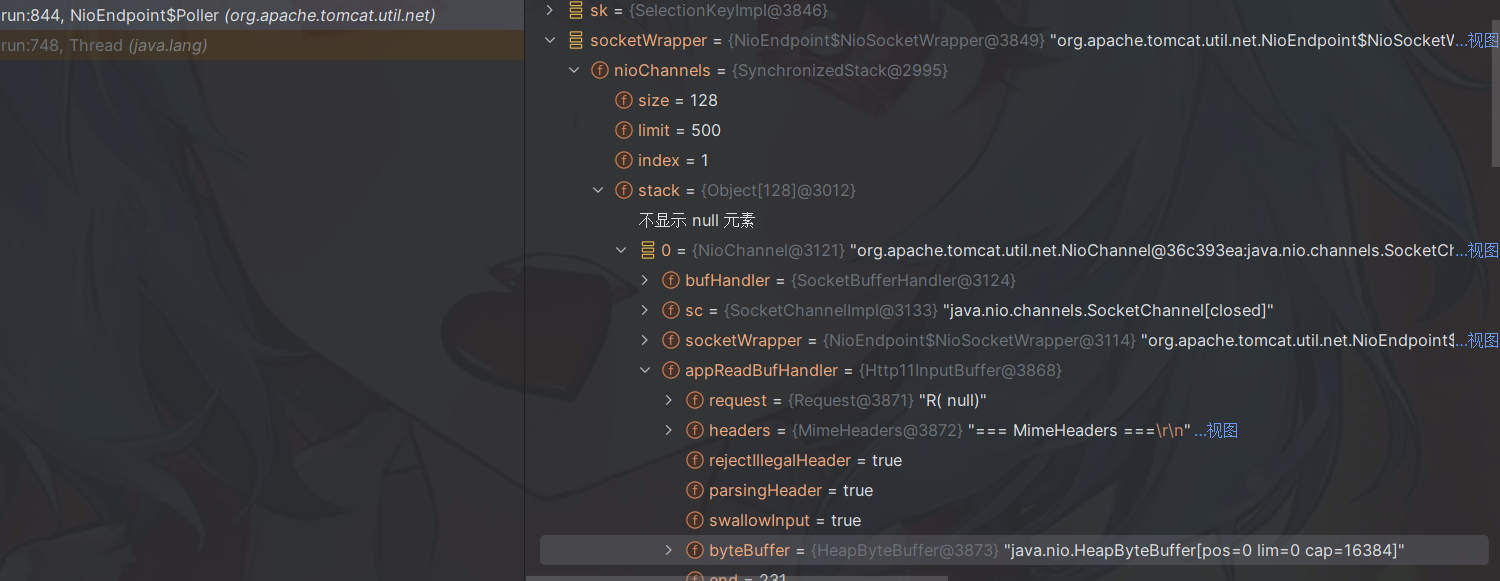 run:844, NioEndpoint$Poller (org.apache.tomcat.util.net)
run:748, Thread (java.lang)
sk = {SelectionKeyImpl@3846}
socketWrapper = {NioEndpoint$NioSocketWrapper@3849} "org.apache.tomcat.util.net.NioEndpoint$NioSocketW...视图
f nioChannels = {SynchronizedStack@2995}
f size = 128
f limit = 500
f index = 1
f stack = {Object[128]@3012}
不显示 null 元素
0 = {NioChannel@3121} "org.apache.tomcat.util.net.NioChannel@36c393ea:java.nio.channels.SocketCh...视图
f bufHandler = {SocketBufferHandler@3124}
f sc = {SocketChannelImpl@3133} "java.nio.channels.SocketChannel[closed]"
f socketWrapper = {NioEndpoint$NioSocketWrapper@3114} "org.apache.tomcat.util.net.NioEndpoint$...视图
f appReadBufHandler = {Http11InputBuffer@3868}
f request = {Request@3871} "R( null)"
f headers = {MimeHeaders@3872} "=== MimeHeaders ===\r\n" ...视图
f rejectIllegalHeader = true
f parsingHeader = true
f swallowInput = true
f byteBuffer = {HeapByteBuffer@3873} "java.nio.HeapByteBuffer[pos=0 lim=0 cap=16384]"
f end = 231